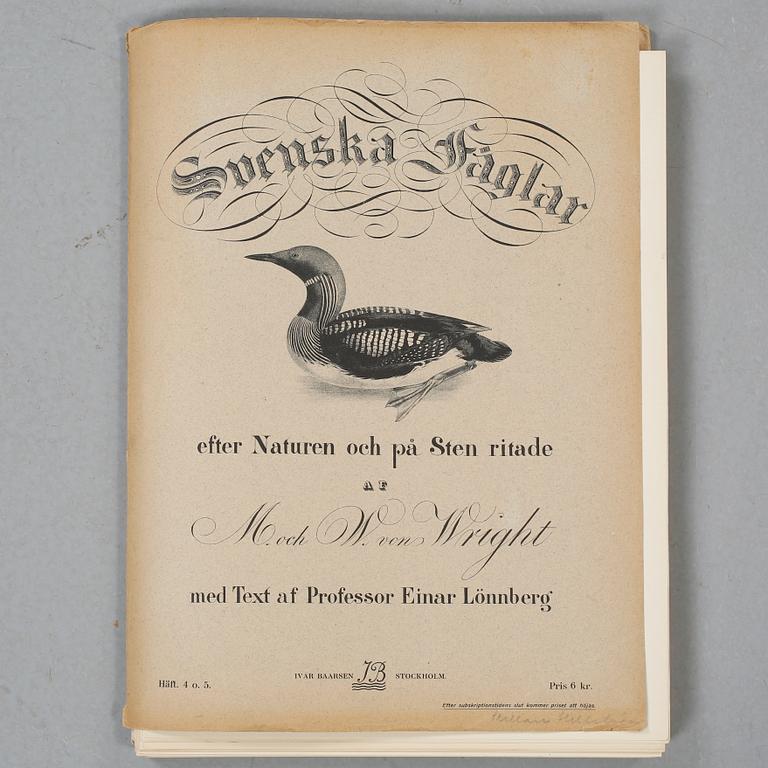 Svenska Fåglar
efter Naturen och på Sten ritade
AF
M. och W. von Wright
med Text af Professor Einar Lönnberg
Häft. 4 o. 5.
IVAR BAARSEN JB STOCKHOLM.
Pris 6 kr.
Efter subskriptionstidens slut kommer priset att höjas.